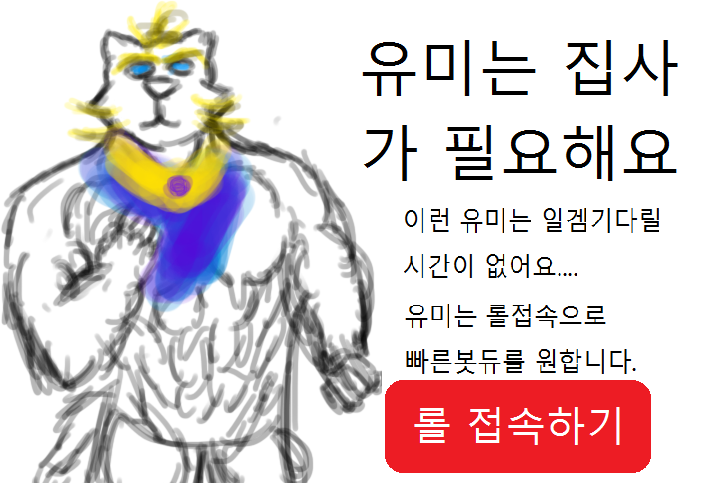 유미는 집사
가 필요해요
이런 유미는 일겜기다릴
시간이 없어요....
유미는 롤접속으로
빠른봇듀를 원합니다.
롤 접속하기